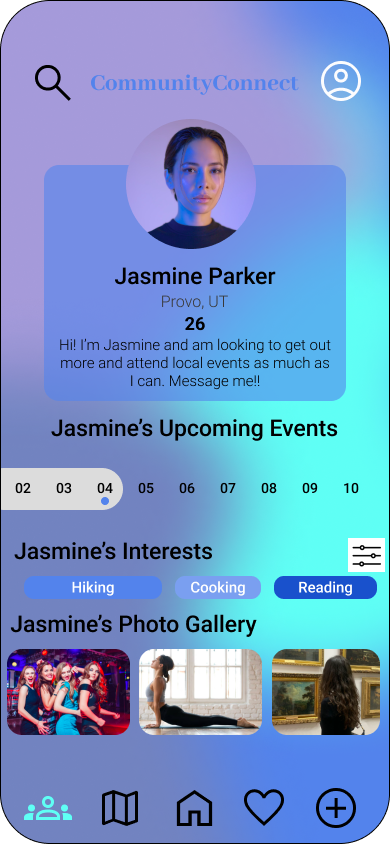 CommunityConnect
Jasmine Parker
Provo, UT
26
Hi! I'm Jasmine and am looking to get out
more and attend local events as much as
I can. Message me!!
Jasmine's Upcoming Events
02 03 04 05 06 07 08 09 10
Jasmine's Interests
Hiking Cooking Reading
Jasmine's Photo Gallery